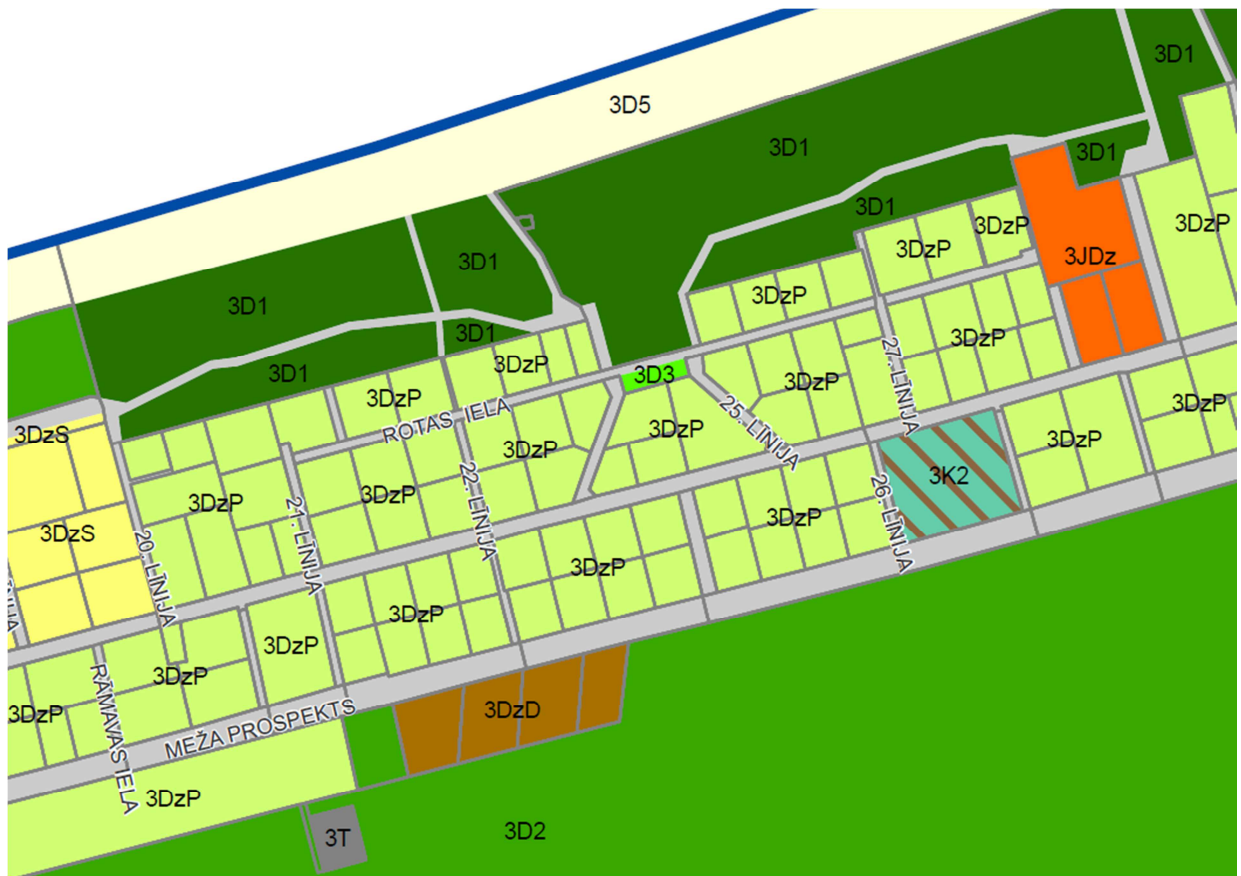 3D1
3D5
3D1
3D1
3D1
3DzP
3DzP
3DzP
3D1
3JDz
3DzP
3D1
3D1
3DzP
3DzP
3D3
3D1
3DzP
27. LĪNIJA
3DzP
3DzP
ROTAS IELA
25. LĪNIJA
3DzP
3DzS
3DzP
3DzP
3DzP
3K2
3DzP
3DzP
22. LĪNIJA
3DzP
26. LĪNIJA
3DzS
20. LĪNIJA
21. LĪNIJA
3DzP
3DzP
3DzP
3DzP
3DzP
RĀMAVAS IELA
MEŽA PROSPEKTS
3DzD
3DzP
3T
3D2